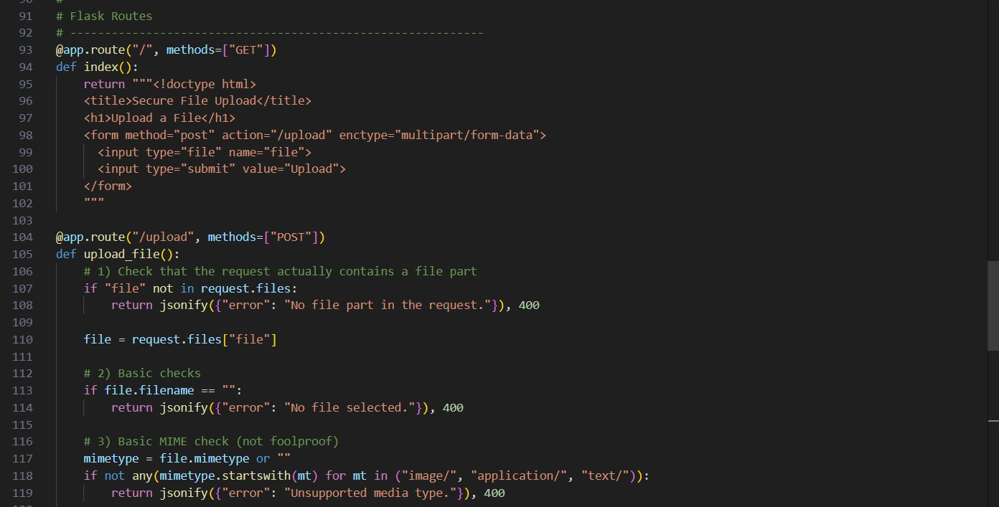 90 #
91 # Flask Routes
92 # ------------------------------------------------------------
93 @app.route("/", methods=["GET"])
94 def index():
95     return """<!doctype html>
96     <title>Secure File Upload</title>
97     <h1>Upload a File</h1>
98     <form method="post" action="/upload" enctype="multipart/form-data">
99       <input type="file" name="file">
100       <input type="submit" value="Upload">
101     </form>
102     """
103
104 @app.route("/upload", methods=["POST"])
105 def upload_file():
106     # 1) Check that the request actually contains a file part
107     if "file" not in request.files:
108         return jsonify({"error": "No file part in the request."}), 400
109
110     file = request.files["file"]
111
112     # 2) Basic checks
113     if file.filename == "":
114         return jsonify({"error": "No file selected."}), 400
115
116     # 3) Basic MIME check (not foolproof)
117     mimetype = file.mimetype or ""
118     if not any(mimetype.startswith(mt) for mt in ("image/", "application/", "text/")):
119         return jsonify({"error": "Unsupported media type."}), 400